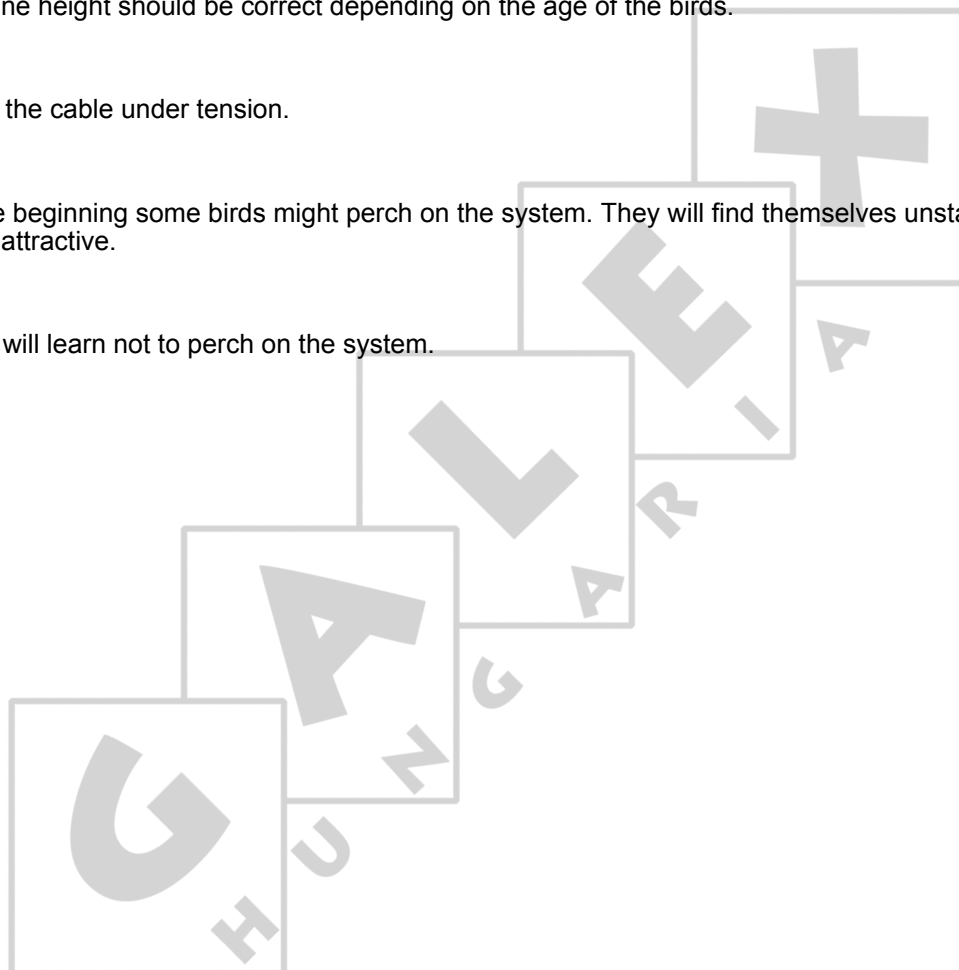 ne height should be correct depending on the age of the birds.
the cable under tension.
e beginning some birds might perch on the system. They will find themselves unsta
attractive.
will learn not to perch on the system.
GALEX
HUNGARIA